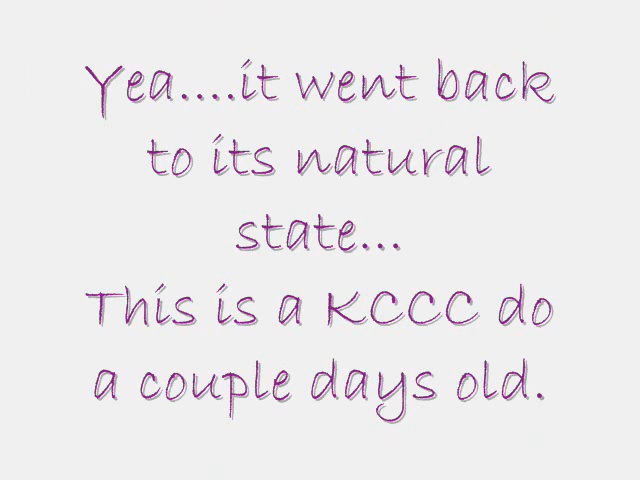 Yea....it went back
to its natural
state...
This is a KCCC do
a couple days old.